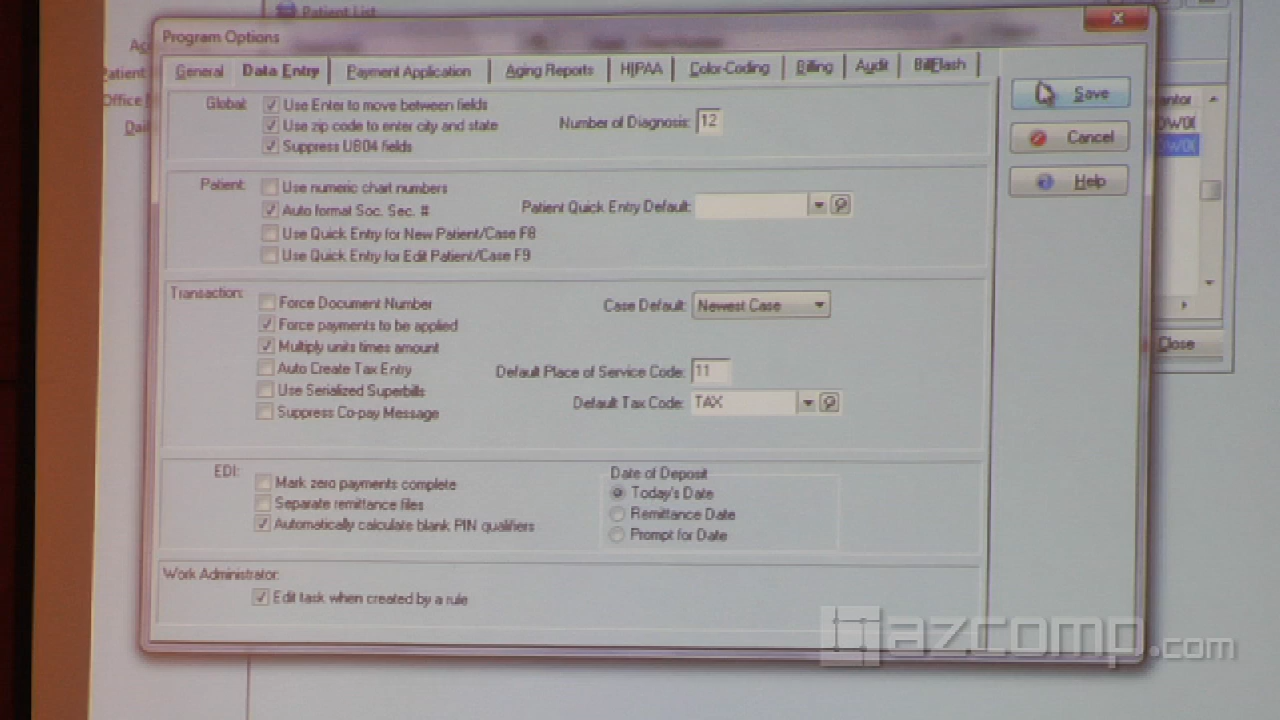 Patient List
Program Options
General Data Entry Payment Application Aging Reports HIPAA Color-Coding Billing Audit BillFlash
Global:
Use Enter to move between fields
Use zip code to enter city and state
Suppress UB04 fields
Number of Diagnosis: 12
Patient:
Use numeric chart numbers
Auto format Soc. Sec. #
Use Quick Entry for New Patient/Case F8
Use Quick Entry for Edit Patient/Case F9
Patient Quick Entry Default:
Transaction:
Force Document Number
Force payments to be applied
Multiply units times amount
Auto Create Tax Entry
Use Serialized Superbills
Suppress Co-pay Message
Case Default: Newest Case
Default Place of Service Code: 11
Default Tax Code: TAX
EDI:
Mark zero payments complete
Separate remittance files
Automatically calculate blank PIN qualifiers
Date of Deposit
Today's Date
Remittance Date
Prompt for Date
Work Administrator:
Edit task when created by a rule
Save
Cancel
Help
Patient
Office
Close
azcomp.com